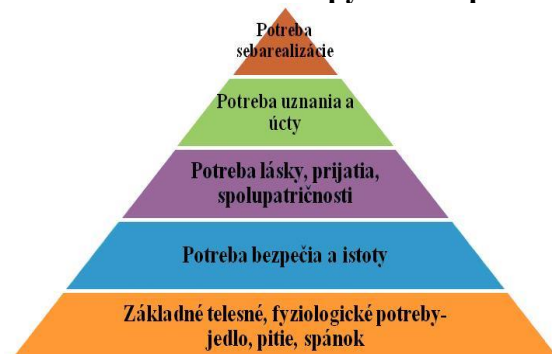 Potreba
sebarealizácie
Potreba uznania a
úcty
Potreba lásky, prijatia,
spolupatričnosti
Potreba bezpečia a istoty
Základné telesné, fyziologické potreby-
jedlo, pitie, spánok